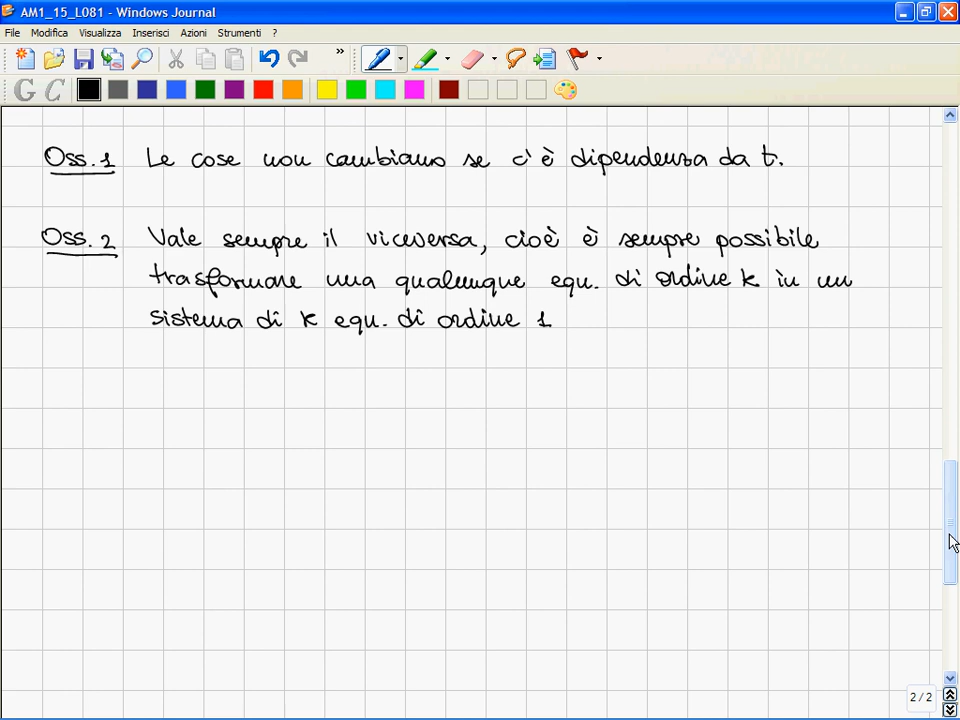 AM1_15_L081 - Windows Journal
File Modifica Visualizza Inserisci Azioni Strumenti ?
G C
Oss. 1 Le cose non cambiano se c'è dipendenza da t.
Oss. 2 Vale sempre il viceversa, cioè è sempre possibile
trasformare una qualunque equ. di ordine k in un
sistema di k equ. di ordine 1
2 / 2